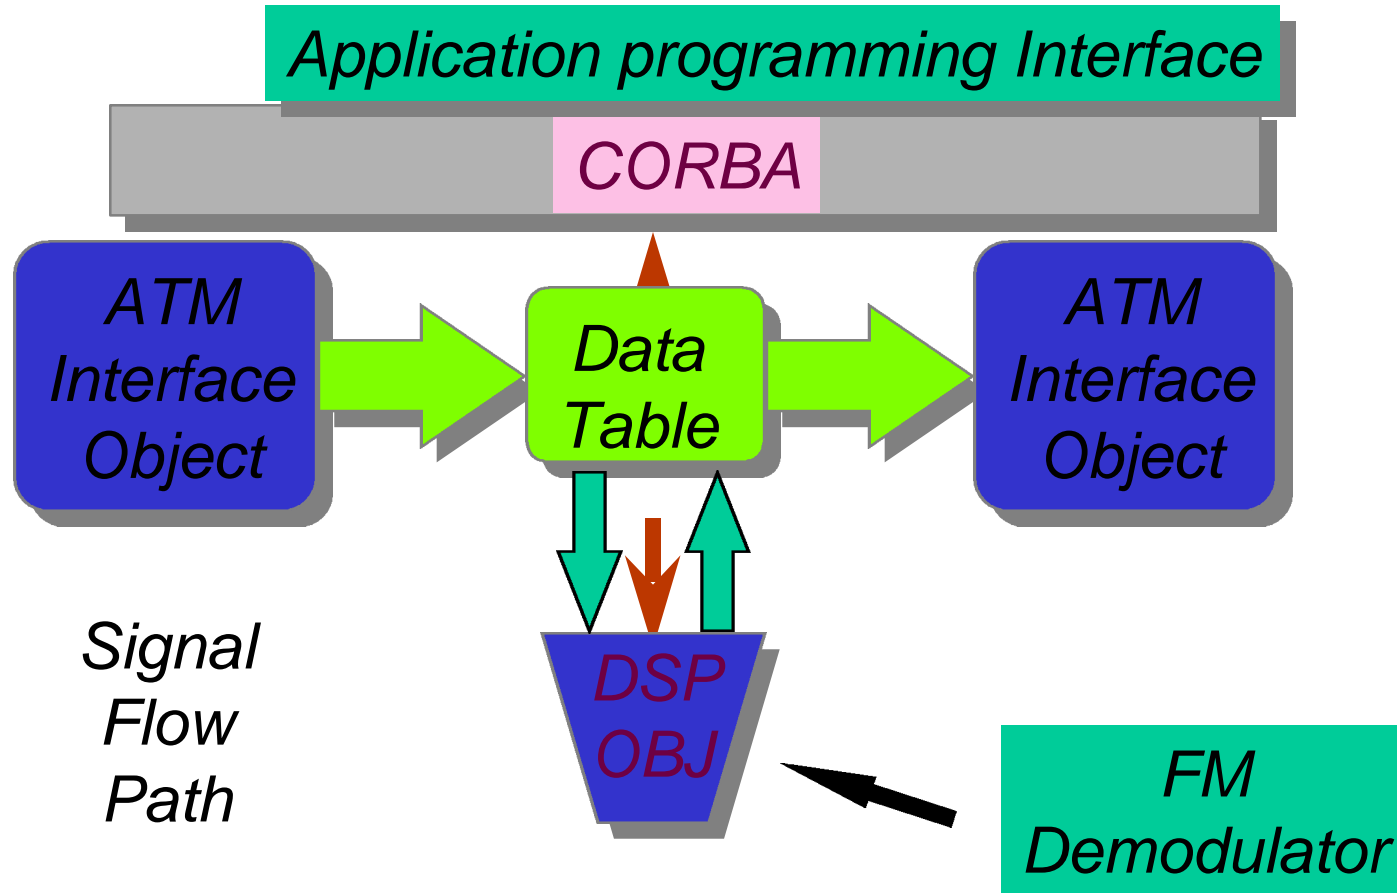 Application programming Interface
CORBA
ATM
Interface
Object
Data
Table
ATM
Interface
Object
Signal
Flow
Path
DSP
OBJ
FM
Demodulator